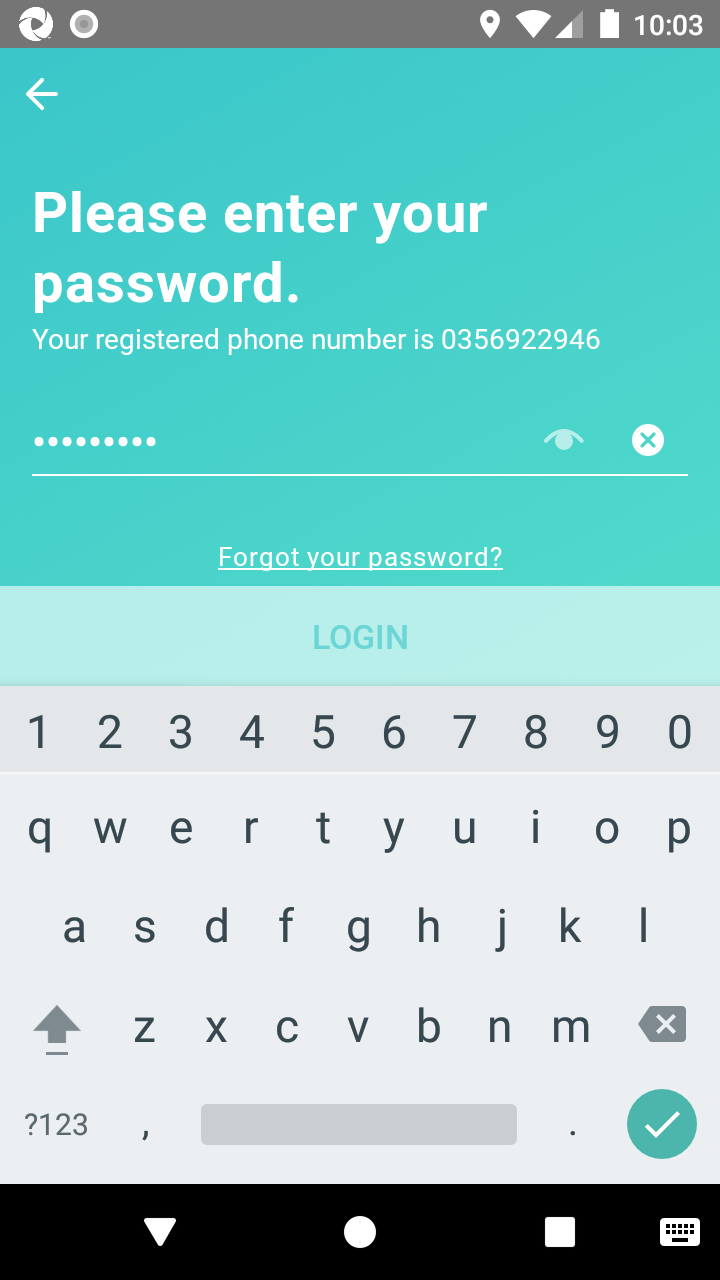 10:03
Please enter your
password.
Your registered phone number is 0356922946
•••••••••
Forgot your password?
LOGIN
1 2 3 4 5 6 7 8 9 0
q w e r t y u i o p
a s d f g h j k l
z x c v b n m
?123 , .